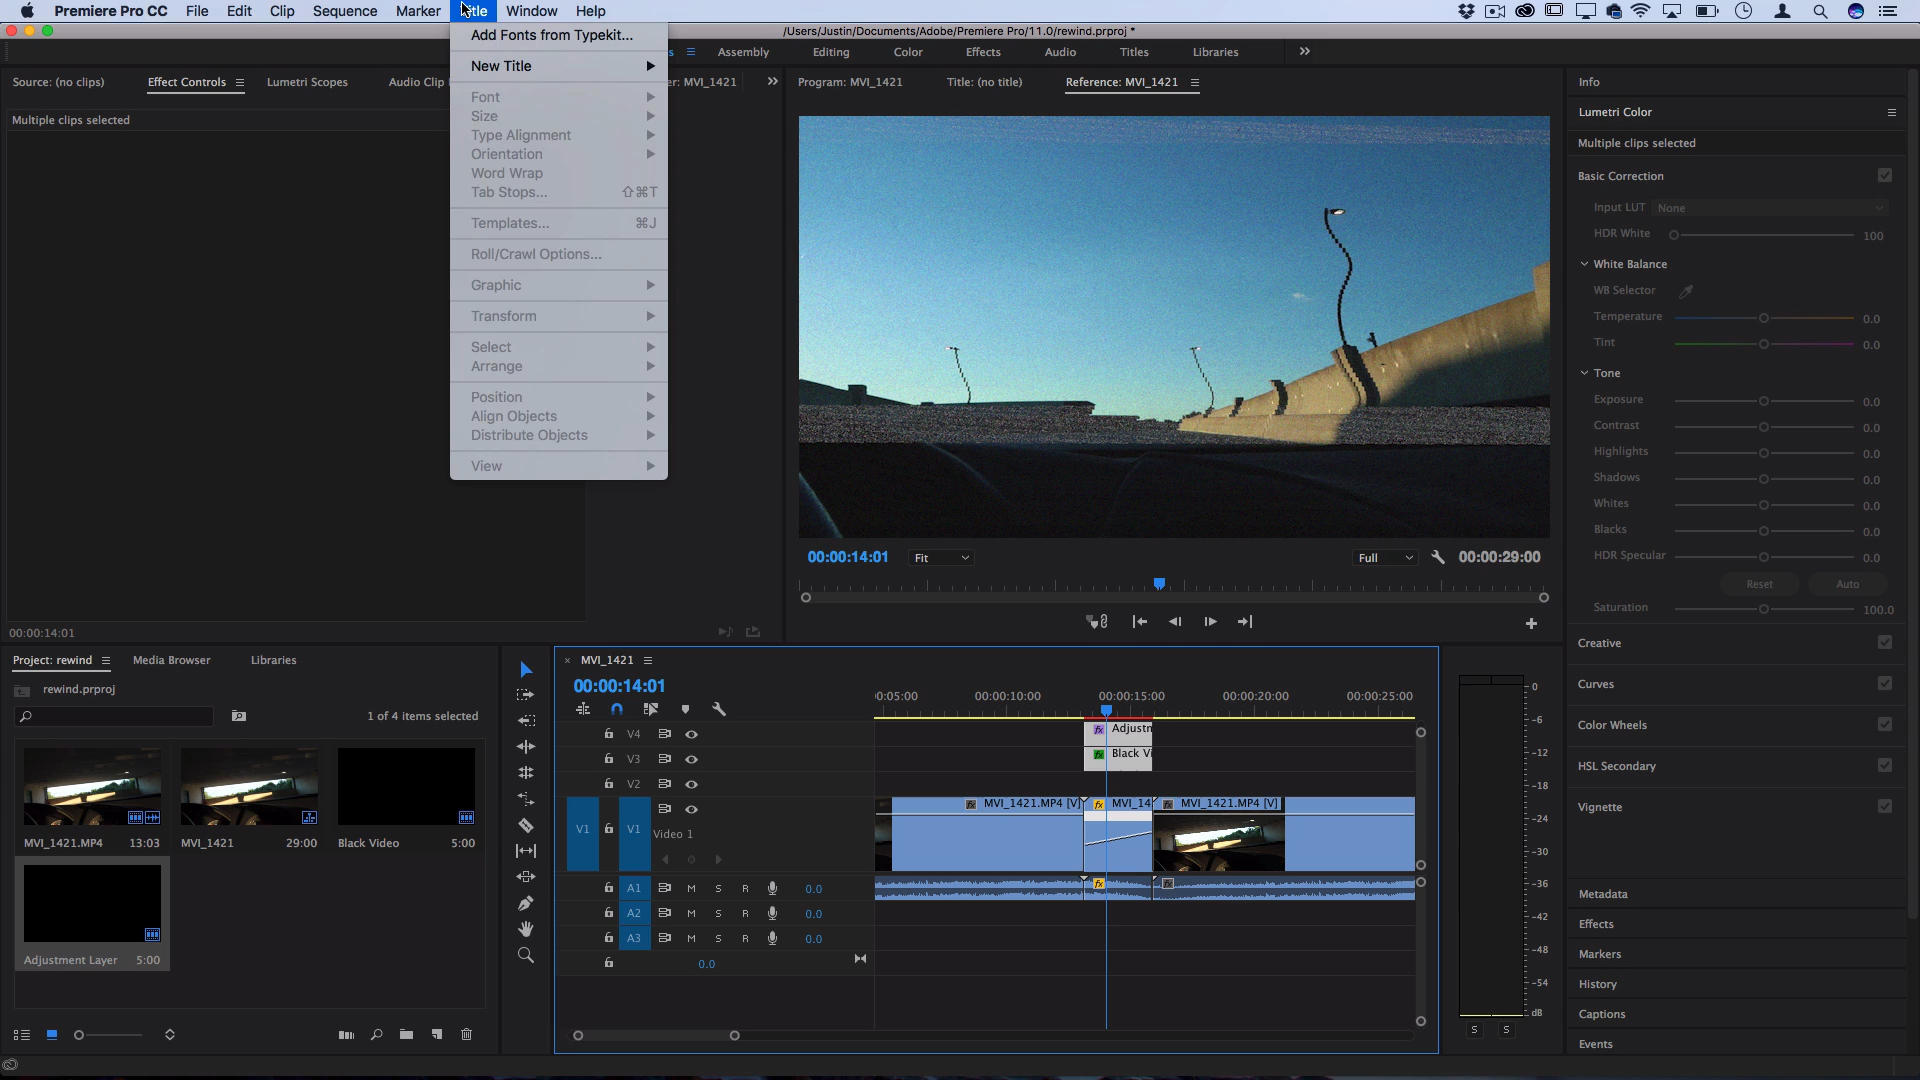 Premiere Pro CC File Edit Clip Sequence Marker Title Window Help
/Users/Justin/Documents/Adobe/Premiere Pro/11.0/rewind.prproj *
Assembly Editing Color Effects Audio Titles Libraries
Add Fonts from Typekit...
New Title
Font
Size
Type Alignment
Orientation
Word Wrap
Tab Stops... ⇧⌘T
Templates... ⌘J
Roll/Crawl Options...
Graphic
Transform
Select
Arrange
Position
Align Objects
Distribute Objects
View
Source: (no clips) Effect Controls Lumetri Scopes Audio Clip er: MVI_1421
Multiple clips selected
00:00:14:01
Program: MVI_1421 Title: (no title) Reference: MVI_1421
00:00:14:01 Fit Full 00:00:29:00
Info
Lumetri Color
Multiple clips selected
Basic Correction
Input LUT None
HDR White 100
White Balance
WB Selector
Temperature 0.0
Tint 0.0
Tone
Exposure 0.0
Contrast 0.0
Highlights 0.0
Shadows 0.0
Whites 0.0
Blacks 0.0
HDR Specular 0.0
Reset Auto
Saturation 100.0
Creative
Curves
Color Wheels
HSL Secondary
Vignette
Metadata
Effects
Markers
History
Captions
Events
Project: rewind Media Browser Libraries
rewind.prproj
1 of 4 items selected
MVI_1421.MP4 13:03 MVI_1421 29:00 Black Video 5:00
Adjustment Layer 5:00
MVI_1421
00:00:14:01
0:05:00 00:00:10:00 00:00:15:00 00:00:20:00 00:00:25:00
V4 fx Adjustn
V3 fx Black Vi
V2
V1 V1 Video 1
fx MVI_1421.MP4 [V] fx MVI_14 fx MVI_1421.MP4 [V]
A1 M S R 0.0 fx fx
A2 M S R 0.0
A3 M S R 0.0
0.0
0
-6
-12
-18
-24
-30
-36
-42
-48
-54
dB
S S